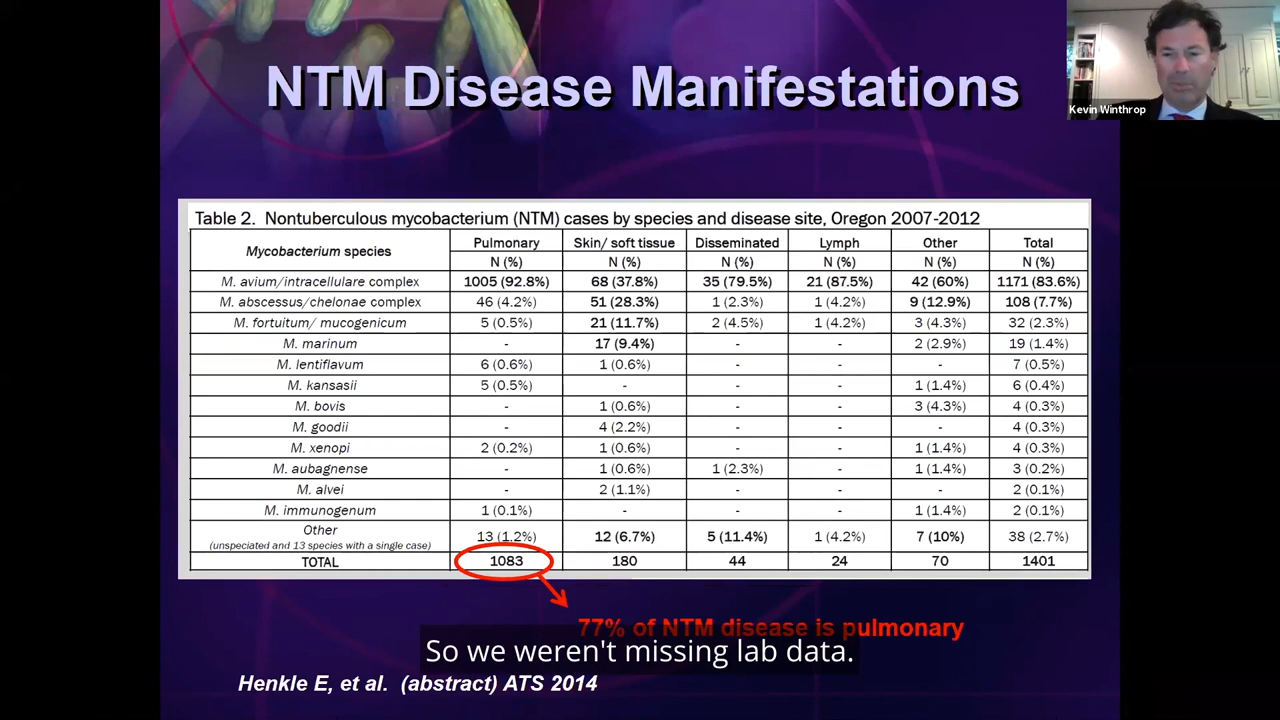 NTM Disease Manifestations
Kevin Winthrop
Table 2. Nontuberculous mycobacterium (NTM) cases by species and disease site, Oregon 2007-2012
Mycobacterium species Pulmonary Skin/ soft tissue Disseminated Lymph Other Total
N (%) N (%) N (%) N (%) N (%) N (%)
M. avium/intracellulare complex 1005 (92.8%) 68 (37.8%) 35 (79.5%) 21 (87.5%) 42 (60%) 1171 (83.6%)
M. abscessus/chelonae complex 46 (4.2%) 51 (28.3%) 1 (2.3%) 1 (4.2%) 9 (12.9%) 108 (7.7%)
M. fortuitum/ mucogenicum 5 (0.5%) 21 (11.7%) 2 (4.5%) 1 (4.2%) 3 (4.3%) 32 (2.3%)
M. marinum - 17 (9.4%) - - 2 (2.9%) 19 (1.4%)
M. lentiflavum 6 (0.6%) 1 (0.6%) - - - 7 (0.5%)
M. kansasii 5 (0.5%) - - - 1 (1.4%) 6 (0.4%)
M. bovis - 1 (0.6%) - - 3 (4.3%) 4 (0.3%)
M. goodii - 4 (2.2%) - - - 4 (0.3%)
M. xenopi 2 (0.2%) 1 (0.6%) - - 1 (1.4%) 4 (0.3%)
M. aubagnense - 1 (0.6%) 1 (2.3%) - 1 (1.4%) 3 (0.2%)
M. alvei - 2 (1.1%) - - - 2 (0.1%)
M. immunogenum 1 (0.1%) - - - 1 (1.4%) 2 (0.1%)
Other 13 (1.2%) 12 (6.7%) 5 (11.4%) 1 (4.2%) 7 (10%) 38 (2.7%)
(unspeciated and 13 species with a single case)
TOTAL 1083 180 44 24 70 1401
77% of NTM disease is pulmonary
So we weren't missing lab data.
Henkle E, et al. (abstract) ATS 2014